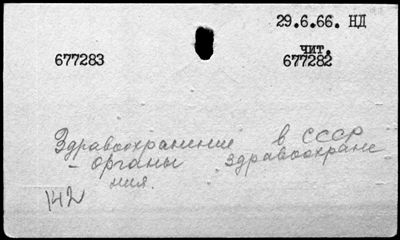 29.6.66. НД
чит.
677283 677282
Здравоохранение в СССР
- органы здравоохране
ния.
142